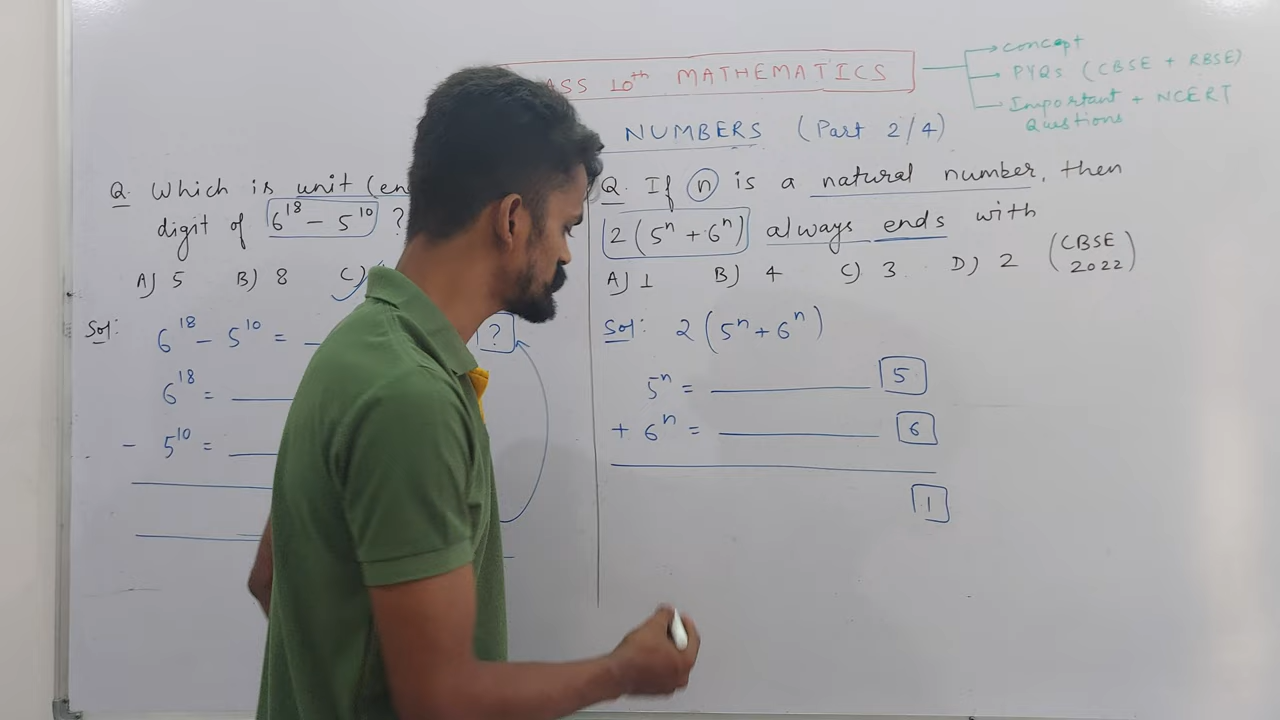 ASS 10th MATHEMATICS
concept
PYQs (CBSE + RBSE)
Important + NCERT
Questions
NUMBERS (Part 2/4)
Q. Which is unit (en
digit of 6^18 - 5^10 ?
A) 5 B) 8 C)
Sol:
6^18 - 5^10 = ?
6^18 =
- 5^10 =
Q. If n is a natural number, then
2(5^n + 6^n) always ends with
A) 1 B) 4 C) 3 D) 2 (CBSE
2022)
Sol: 2(5^n + 6^n)
5^n = 5
+ 6^n = 6
1